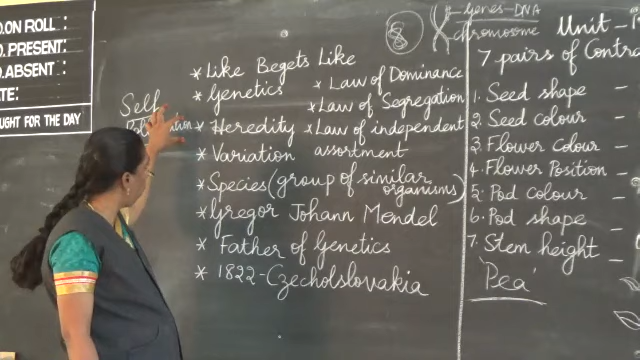 O.ON ROLL :
O. PRESENT:
O.ABSENT :
TE:
UGHT FOR THE DAY
Self
* Like Begets Like
* Genetics
* Heredity
* Variation
* Species (group of similar organisms)
* Gregor Johann Mendel
* Father of Genetics
* 1822-Czecholslovakia
* Law of Dominance
* Law of Segregation
* Law of independent
assortment
Genes-DNA
chromosome
Unit-
7 pairs of Contra
1. Seed shape -
2. Seed colour -
3. Flower colour -
4. Flower Position -
5. Pod colour -
6. Pod shape -
7. Stem height -
'Pea'